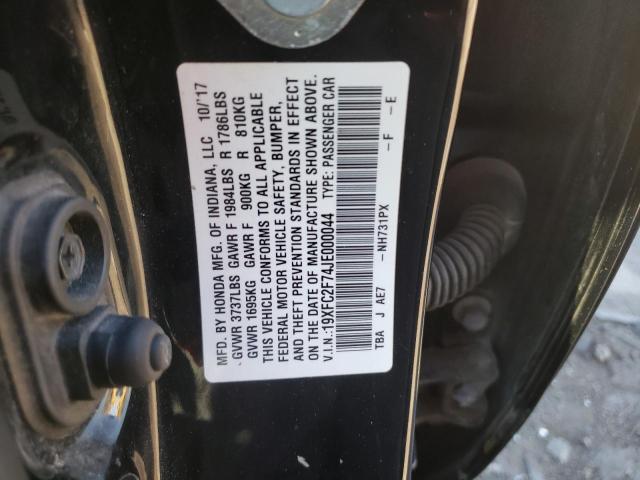 MFD. BY HONDA MFG. OF INDIANA, LLC 10/'17
GVWR 3737LBS GAWR F 1984LBS R 1786LBS
GVWR 1695KG GAWR F 900KG R 810KG
THIS VEHICLE CONFORMS TO ALL APPLICABLE
FEDERAL MOTOR VEHICLE SAFETY, BUMPER,
AND THEFT PREVENTION STANDARDS IN EFFECT
ON THE DATE OF MANUFACTURE SHOWN ABOVE.
V.I.N.:19XFC2F74JE000044 TYPE: PASSENGER CAR
TBA J AE7 -NH731PX -F -E